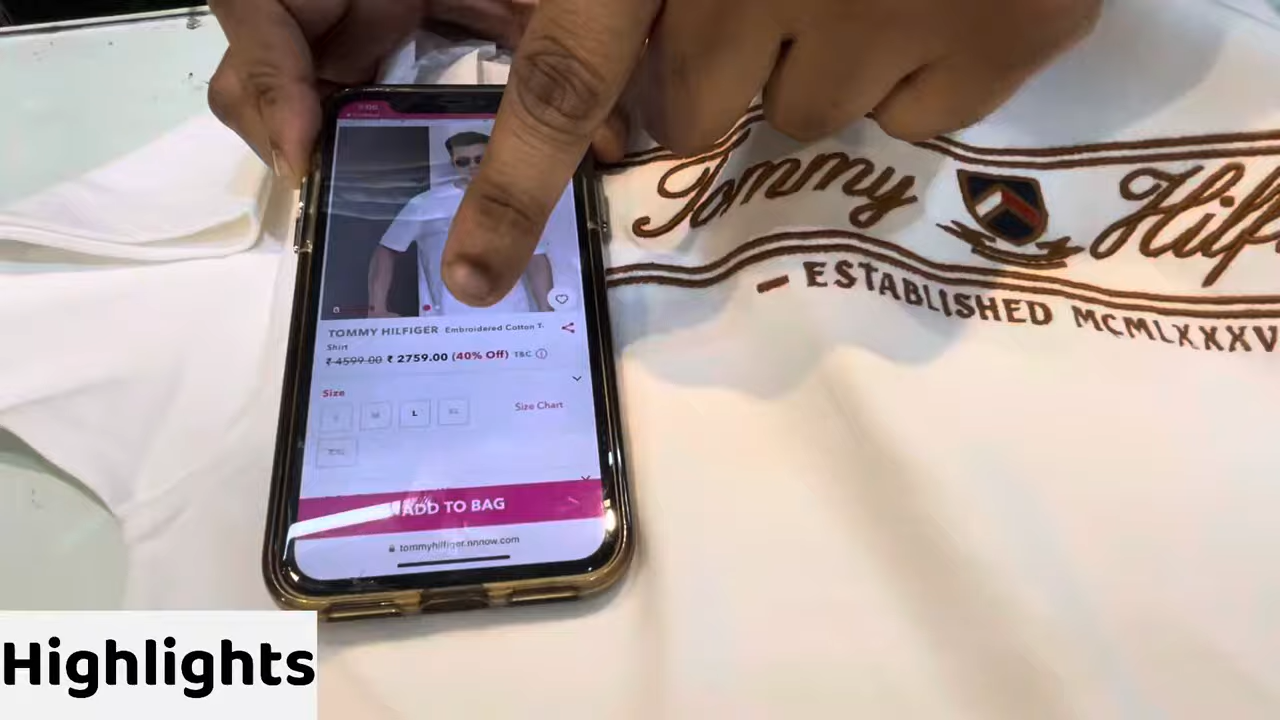 TOMMY HILFIGER Embroidered Cotton T-
Shirt
₹ 4599.00 ₹ 2759.00 (40% Off) T&C
Size
L
Size Chart
ADD TO BAG
tommyhilfiger.nnnow.com
Tommy
ESTABLISHED MCMLXXXV
Highlights